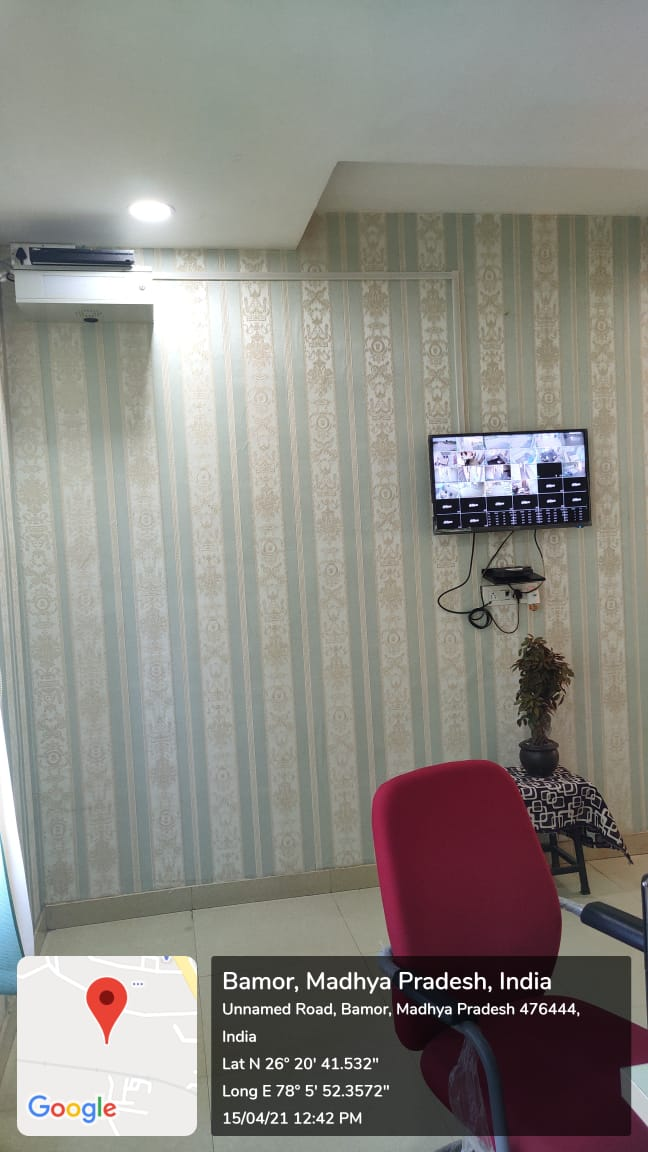 Bamor, Madhya Pradesh, India
Unnamed Road, Bamor, Madhya Pradesh 476444,
India
Lat N 26° 20' 41.532"
Long E 78° 5' 52.3572"
15/04/21 12:42 PM
Google